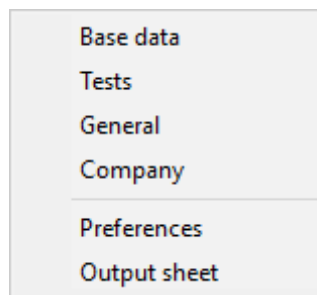 Base data
Tests
General
Company
Preferences
Output sheet